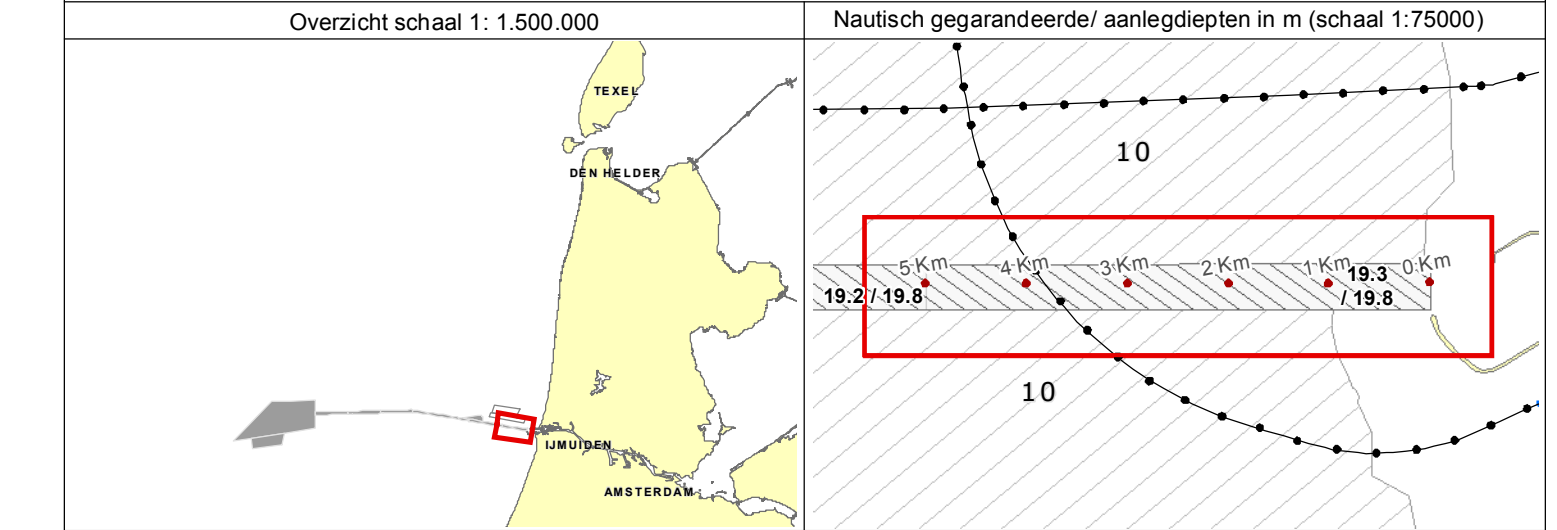 Overzicht schaal 1: 1.500.000
Nautisch gegarandeerde/ aanlegdiepten in m (schaal 1:75000)
TEXEL
DEN HELDER
IJMUIDEN
AMSTERDAM
10
5 Km
4 Km
3 Km
2 Km
1 Km
0 Km
19.3
/ 19.8
19.2 / 19.8
10